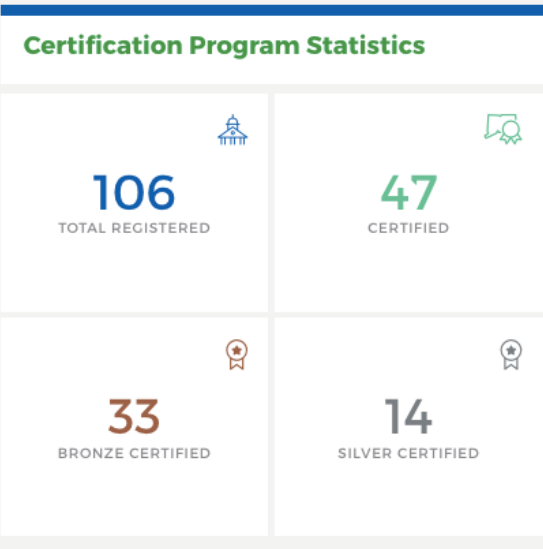 Certification Program Statistics
106
TOTAL REGISTERED
47
CERTIFIED
33
BRONZE CERTIFIED
14
SILVER CERTIFIED